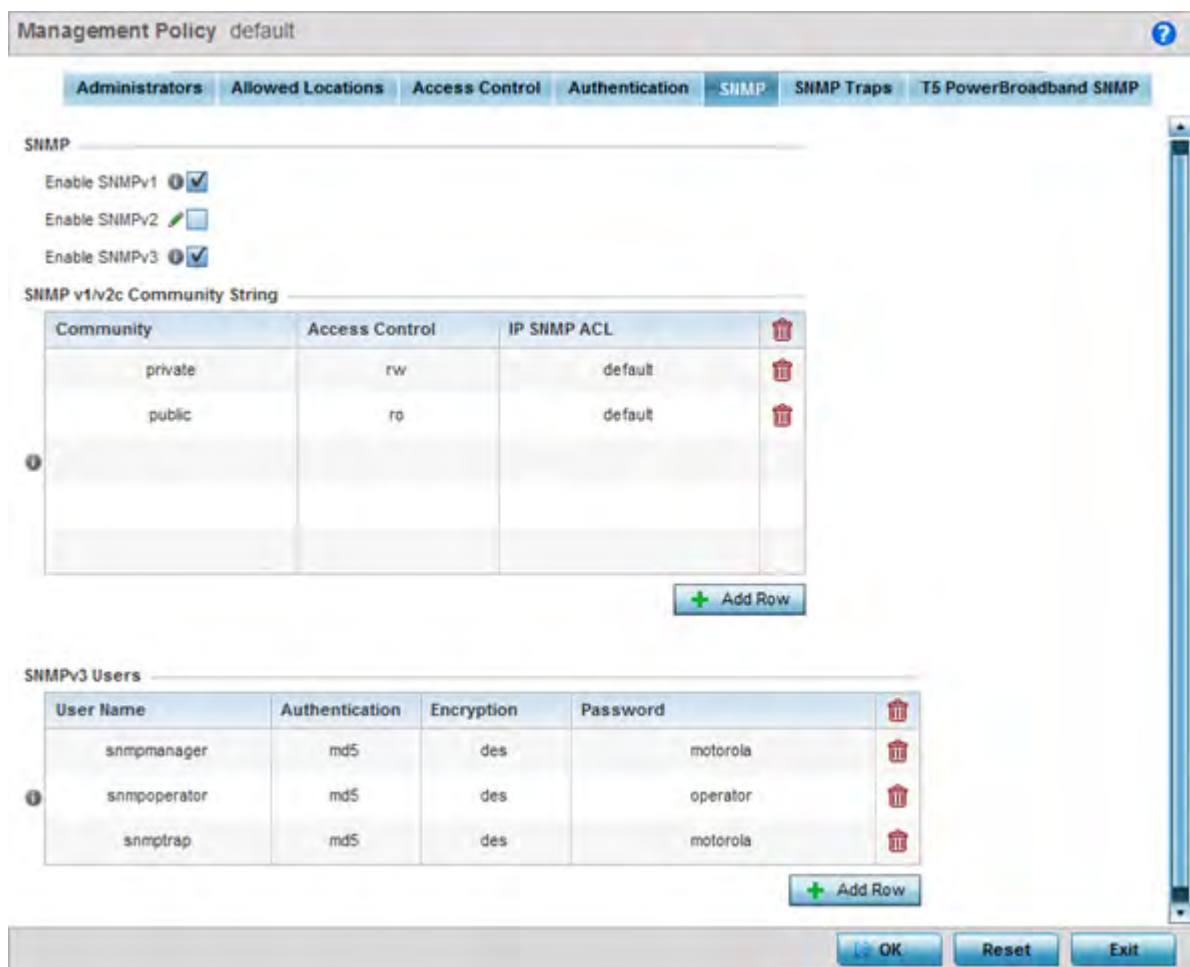 Management Policy default
?
Administrators Allowed Locations Access Control Authentication SNMP SNMP Traps T5 PowerBroadband SNMP
SNMP
Enable SNMPv1
Enable SNMPv2
Enable SNMPv3
SNMP v1/v2c Community String
Community Access Control IP SNMP ACL
private rw default
public ro default
Add Row
SNMPv3 Users
User Name Authentication Encryption Password
snmpmanager md5 des motorola
snmpoperator md5 des operator
snmptrap md5 des motorola
Add Row
OK Reset Exit